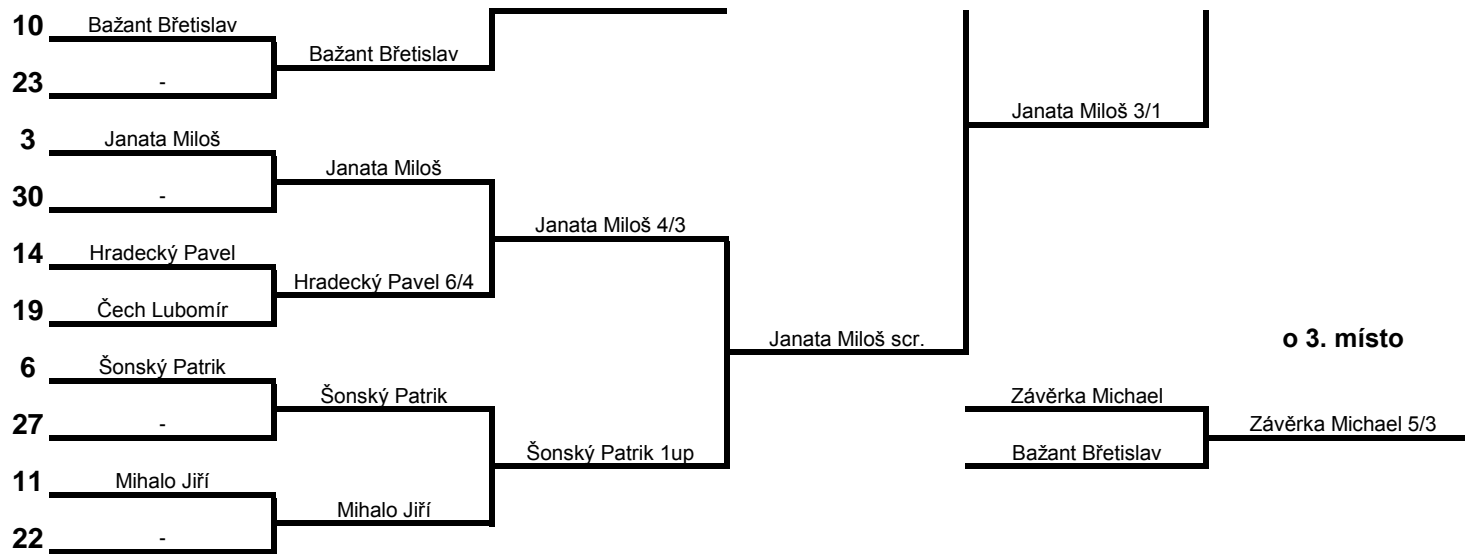 10 Bažant Břetislav
Bažant Břetislav
23 -
Janata Miloš 3/1
3 Janata Miloš
Janata Miloš
30 -
Janata Miloš 4/3
14 Hradecký Pavel
Hradecký Pavel 6/4
19 Čech Lubomír
Janata Miloš scr.
o 3. místo
6 Šonský Patrik
Šonský Patrik
Závěrka Michael
27 -
Závěrka Michael 5/3
Šonský Patrik 1up
Bažant Břetislav
11 Mihalo Jiří
Mihalo Jiří
22 -